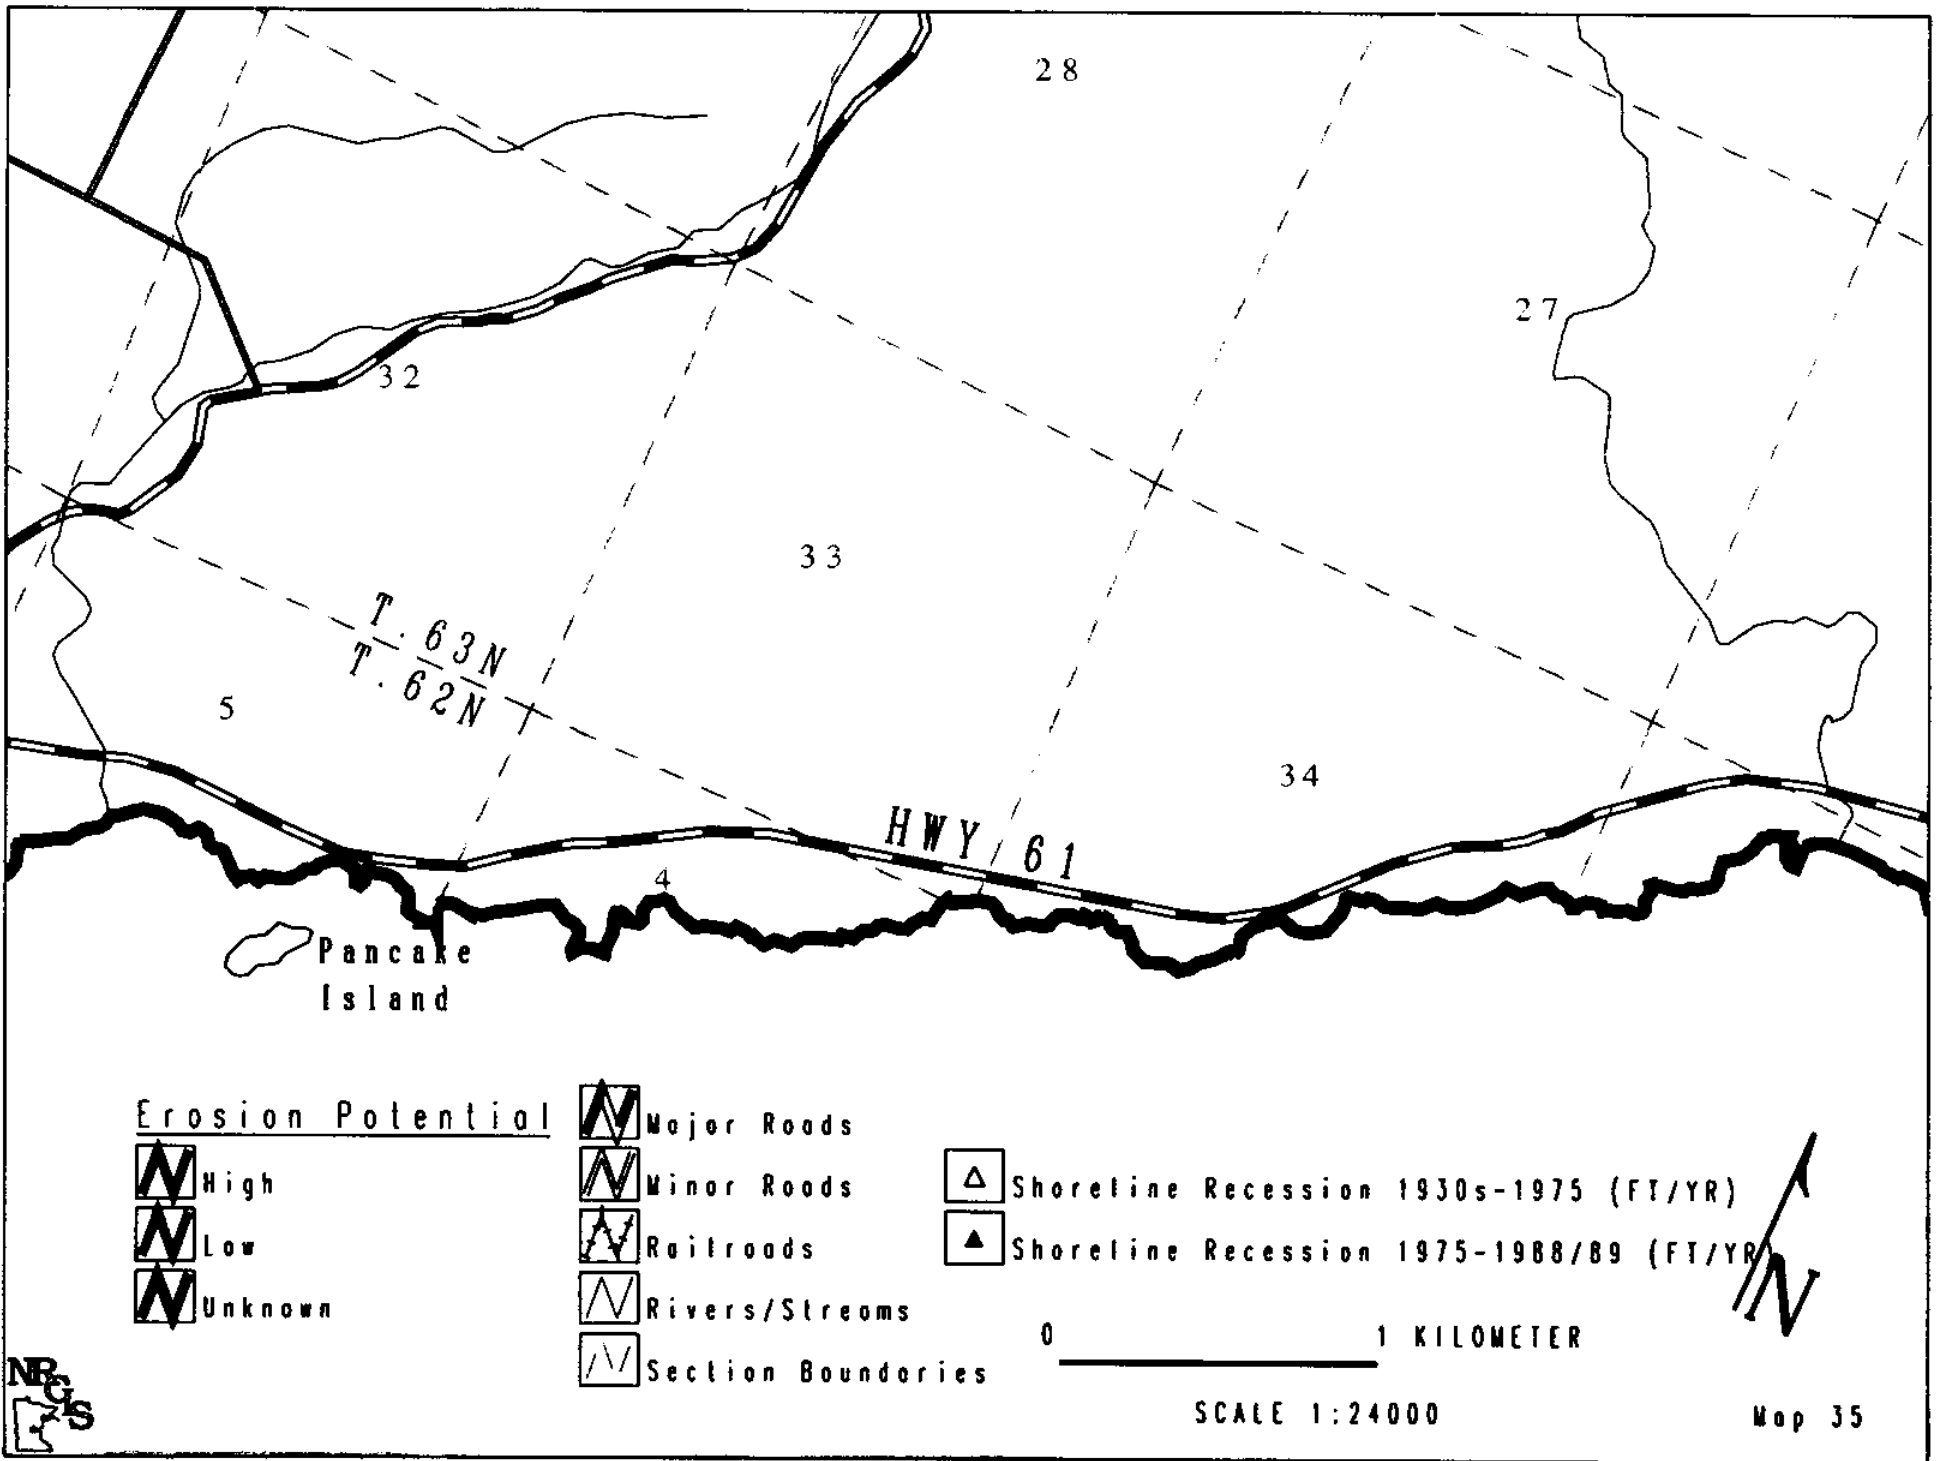 28
27
32
33
T.63N
T.62N
5
34
HWY 61
4
Pancake
Island
Erosion Potential
High
Low
Unknown
Major Roads
Minor Roads
Railroads
Rivers/Streams
Section Boundaries
Shoreline Recession 1930s-1975 (FT/YR)
Shoreline Recession 1975-1988/89 (FT/YR)
N
0 1 KILOMETER
SCALE 1:24000
Map 35
NRGIS